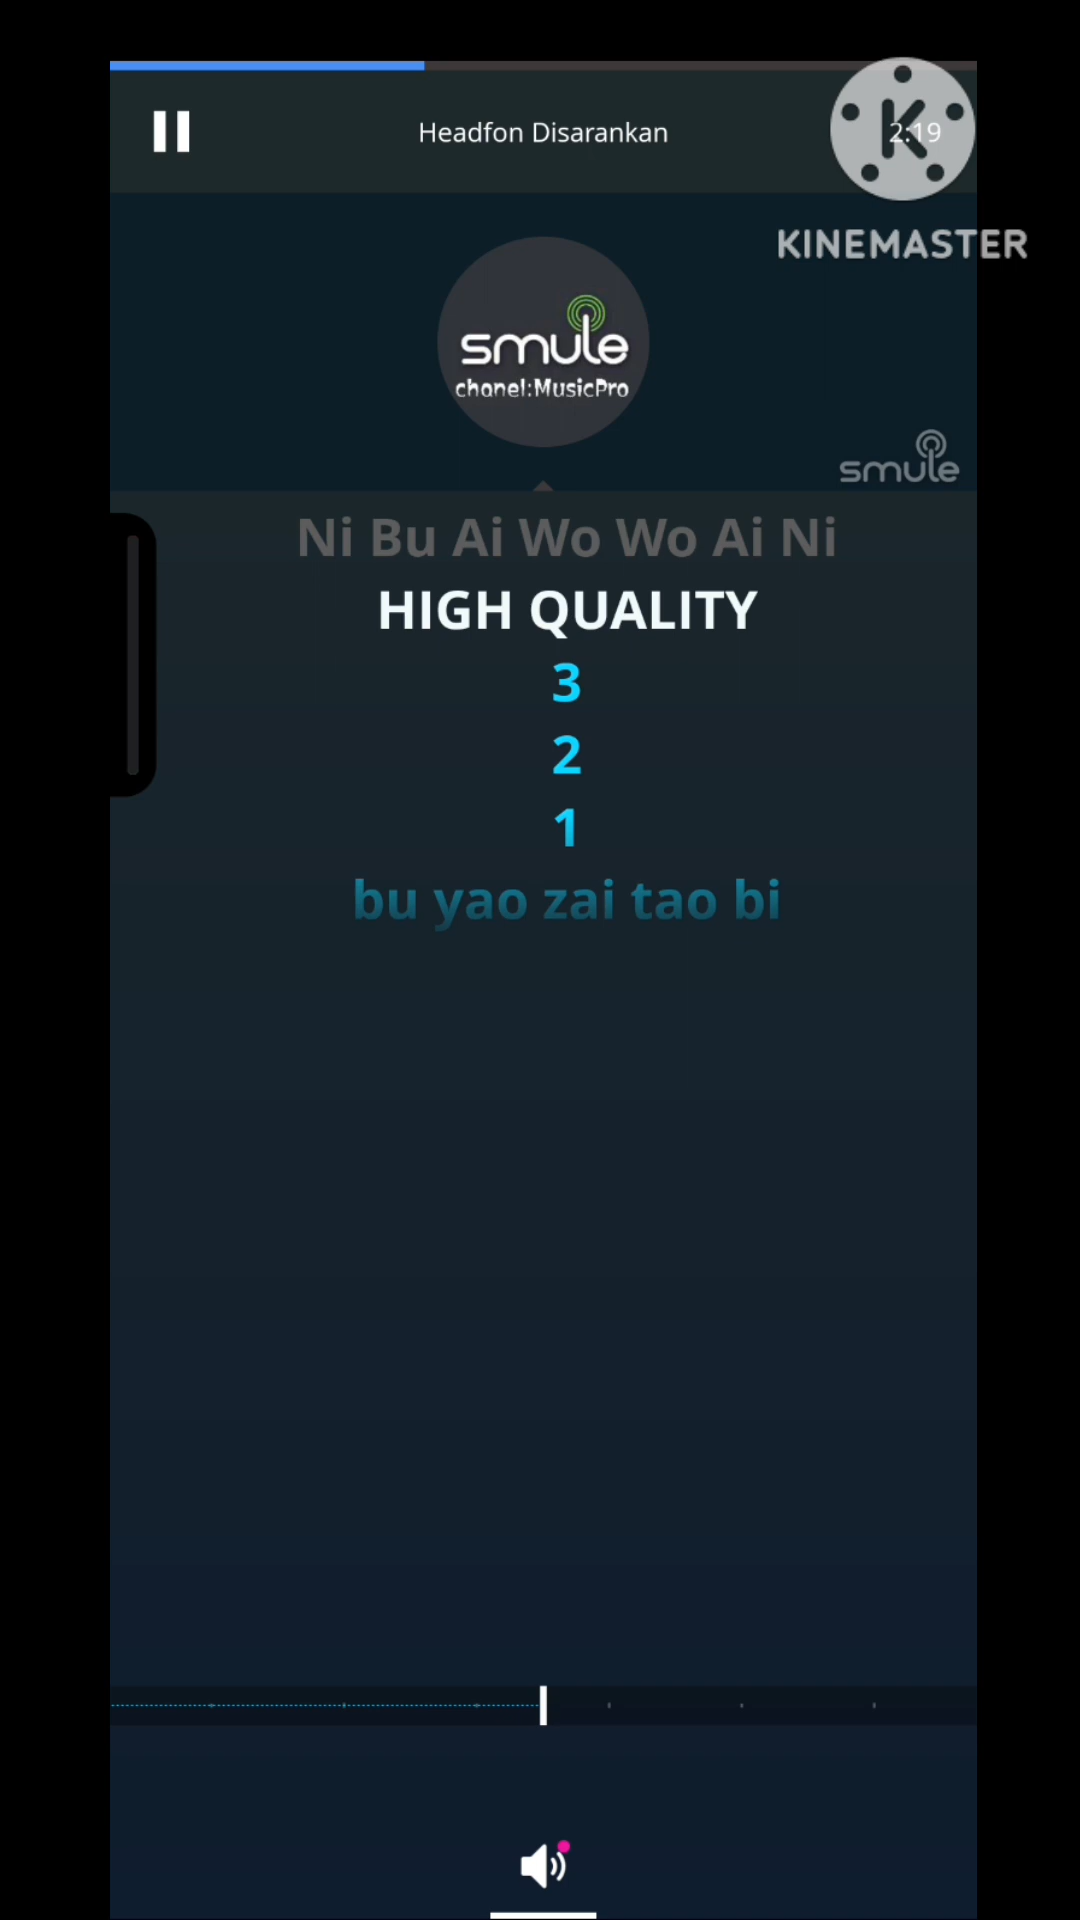 Headfon Disarankan
2:19
K
KINEMASTER
smule
chanel:MusicPro
smule
Ni Bu Ai Wo Wo Ai Ni
HIGH QUALITY
3
2
1
bu yao zai tao bi